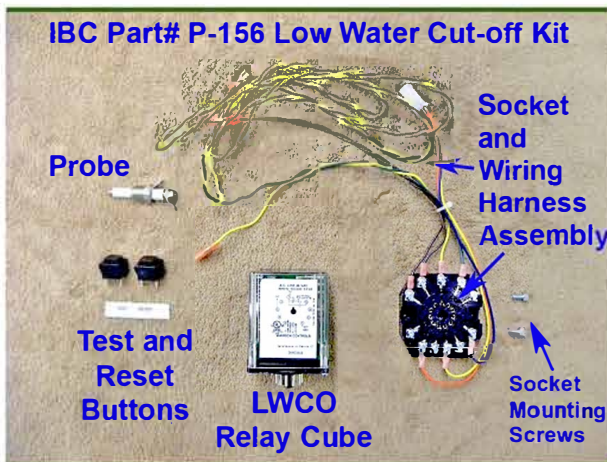 IBC Part# P-156 Low Water Cut-off Kit
Probe
Socket
and
Wiring
Harness
Assembly
Test and
Reset
Buttons
LWCO
Relay Cube
Socket
Mounting
Screws